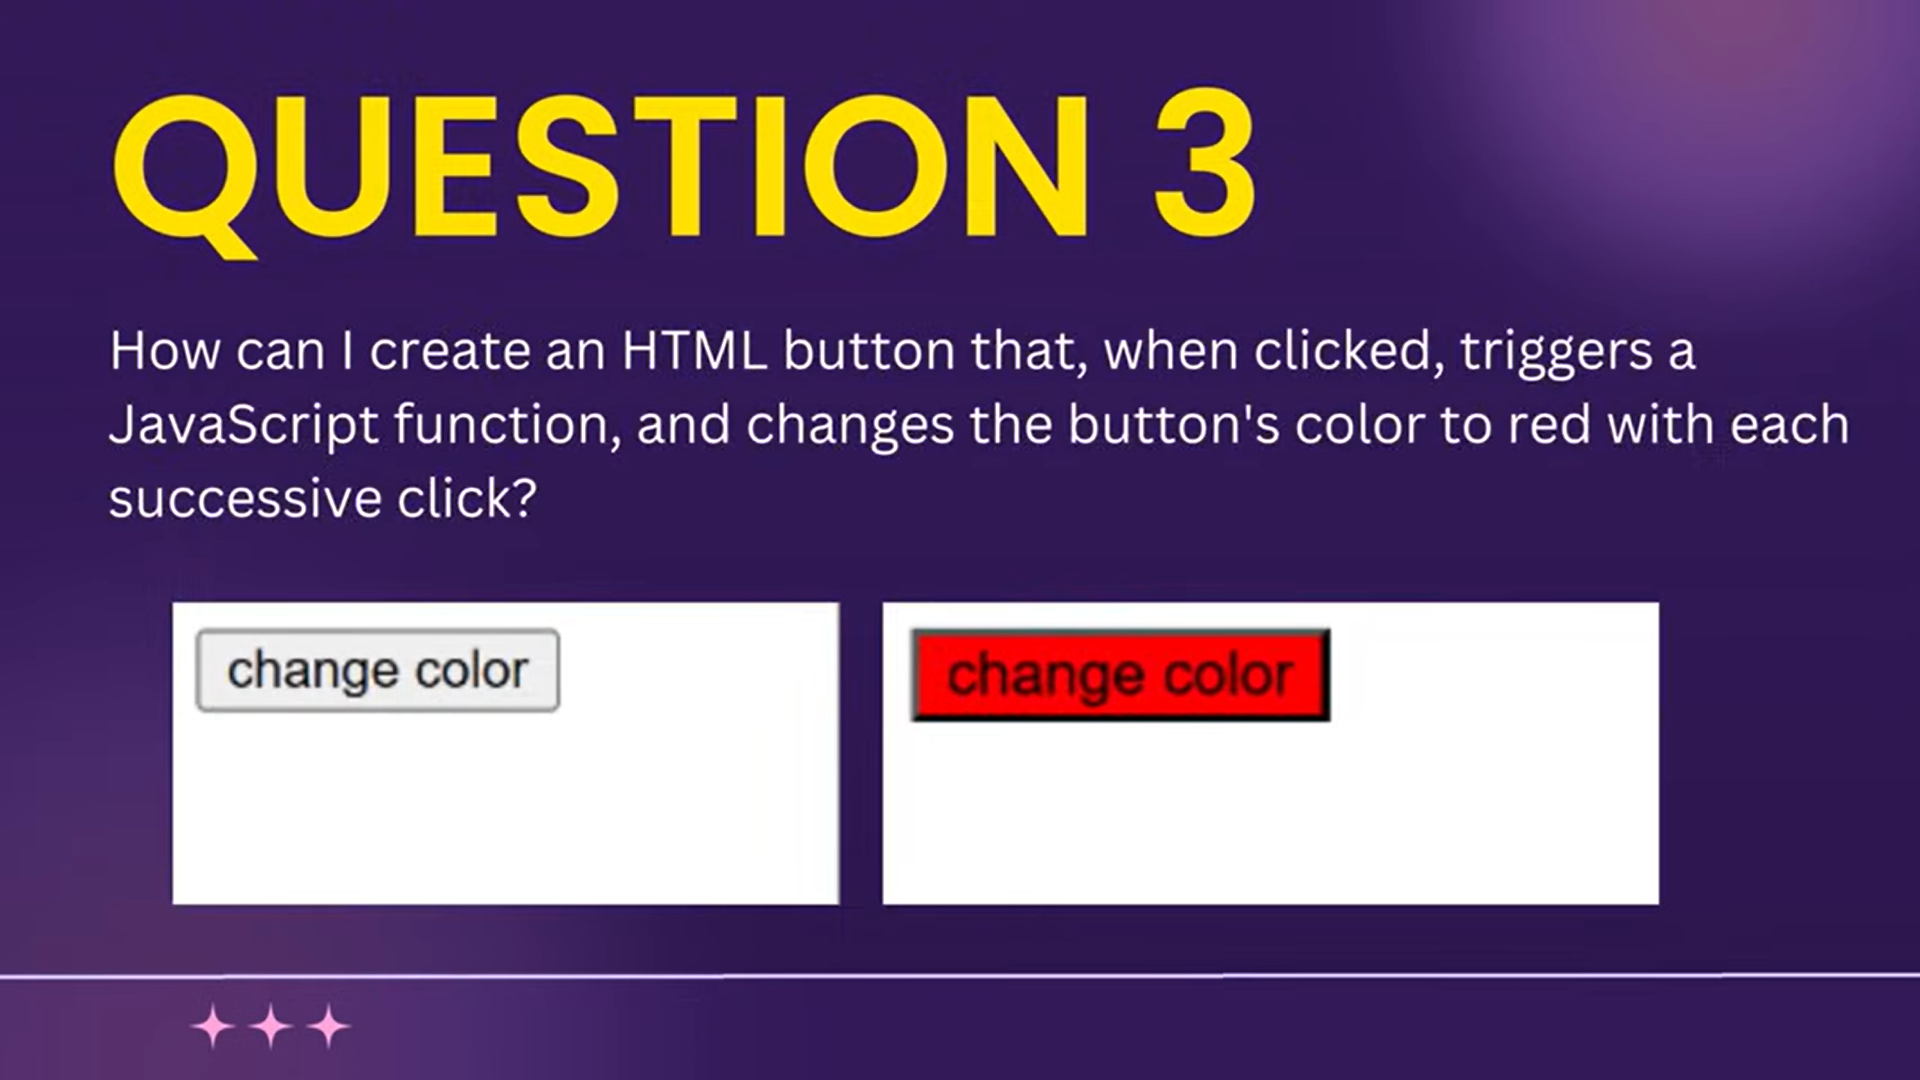 QUESTION 3
How can I create an HTML button that, when clicked, triggers a
JavaScript function, and changes the button's color to red with each
successive click?
change color
change color